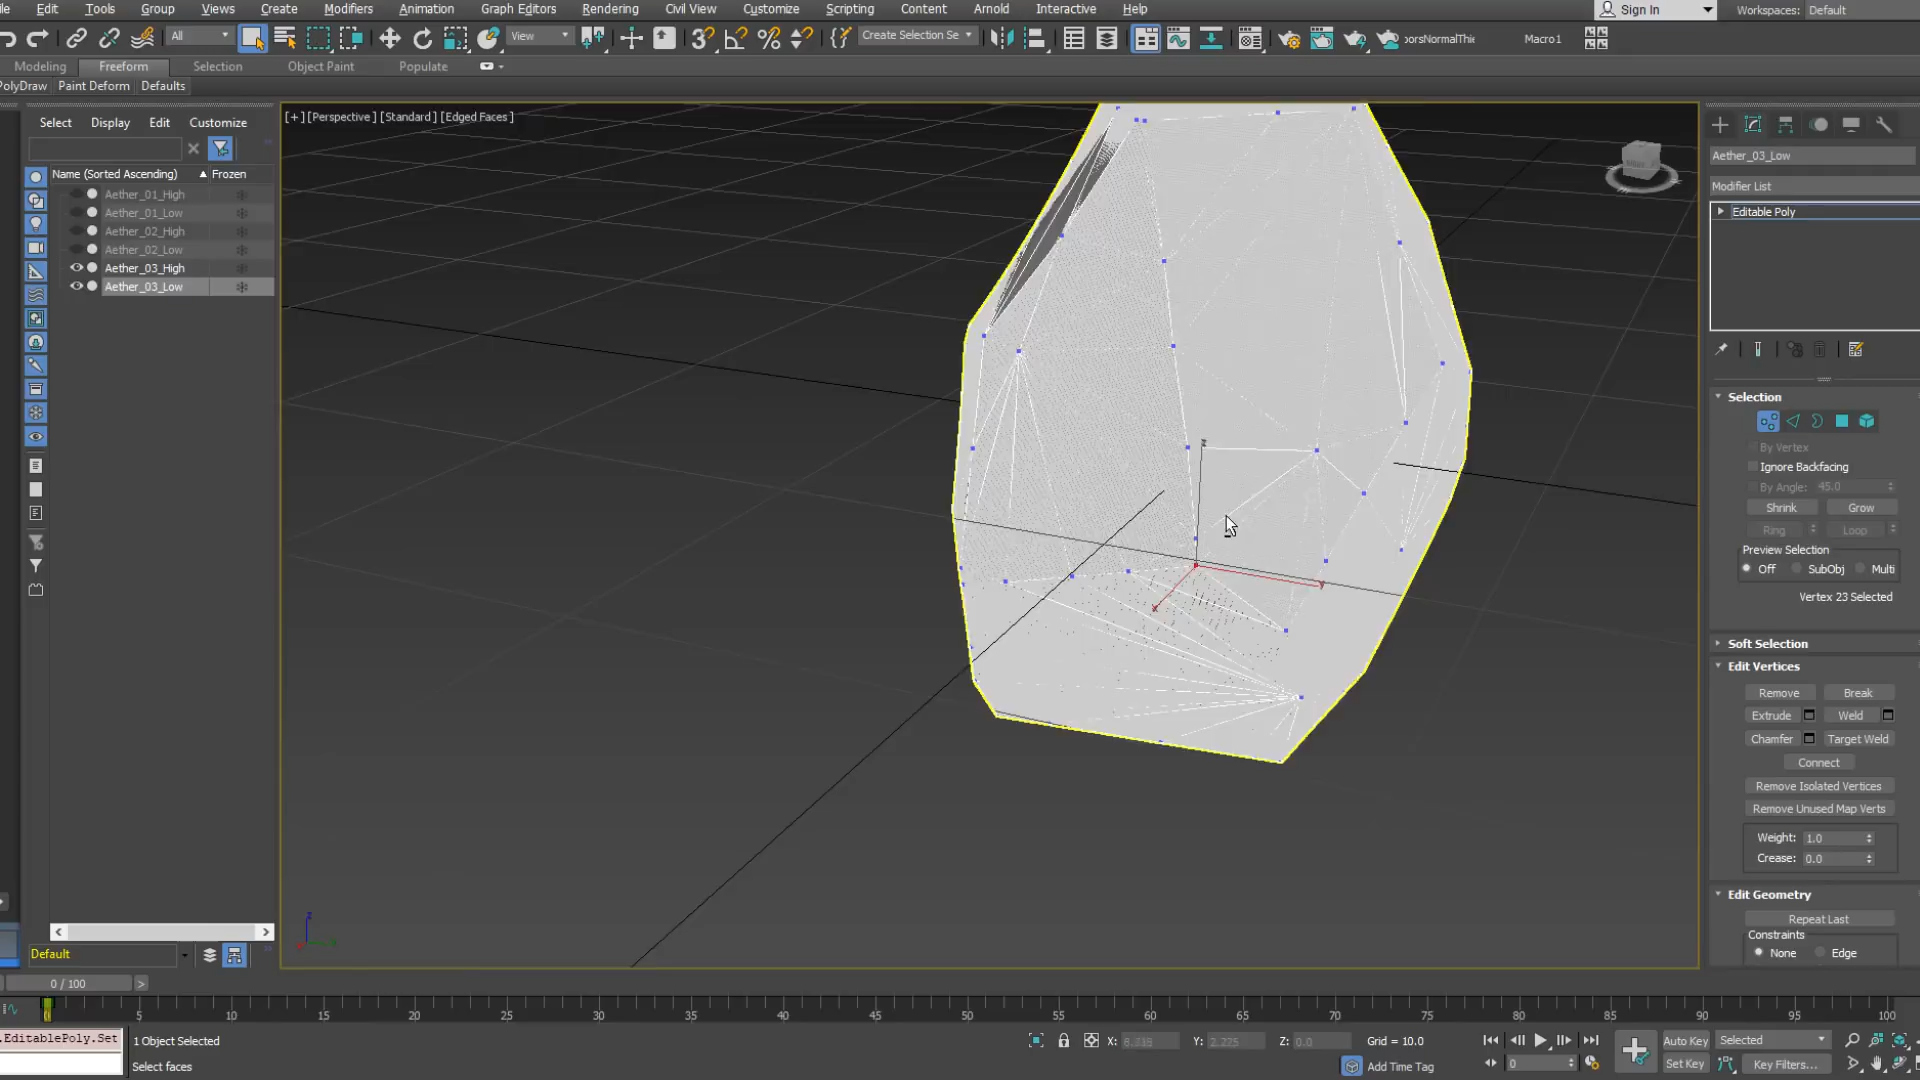 Edit Tools Group Views Create Modifiers Animation Graph Editors Rendering Civil View Customize Scripting Content Arnold Interactive Help
Sign In
Workspaces: Default
All
View
Create Selection Se
Macro1
Modeling Freeform Selection Object Paint Populate
PolyDraw Paint Deform Defaults
Select Display Edit Customize
Name (Sorted Ascending) Frozen
Aether_01_High
Aether_01_Low
Aether_02_High
Aether_02_Low
Aether_03_High
Aether_03_Low
[+] [Perspective ] [Standard ] [Edged Faces ]
Aether_03_Low
Modifier List
Editable Poly
Selection
By Vertex
Ignore Backfacing
By Angle: 45.0
Shrink Grow
Ring Loop
Preview Selection
Off SubObj Multi
Vertex 23 Selected
Soft Selection
Edit Vertices
Remove Break
Extrude Weld
Chamfer Target Weld
Connect
Remove Isolated Vertices
Remove Unused Map Verts
Weight: 1.0
Crease: 0.0
Edit Geometry
Repeat Last
Constraints
None Edge
Default
0 / 100
0 5 10 15 20 25 30 35 40 45 50 55 60 65 70 75 80 85 90 95 100
.EditablePoly.Set
1 Object Selected
Select faces
X: Y: 2.225 Z: 0.0 Grid = 10.0
Add Time Tag
0
Auto Key Selected
Set Key Key Filters...